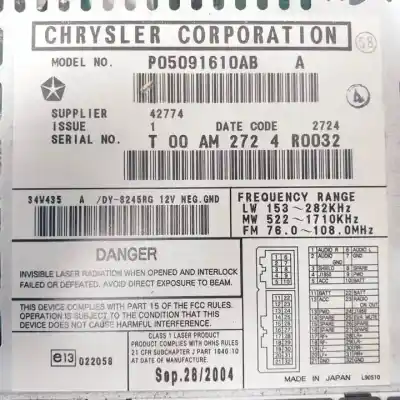 CHRYSLER CORPORATION
MODEL NO. P05091610AB A
SUPPLIER 42774
ISSUE 1 DATE CODE 2724
SERIAL NO. T 00 AM 272 4 R0032
34W435 A /DY-8245RG 12V NEG.GND
FREQUENCY RANGE
LW 153~282KHz
MW 522~1710KHz
FM 76.0~108.0MHz
DANGER
INVISIBLE LASER RADIATION WHEN OPENED AND INTERLOCK
FAILED OR DEFEATED. AVOID DIRECT EXPOSURE TO BEAM.
THIS DEVICE COMPLIES WITH PART 15 OF THE FCC RULES.
OPERATION IS SUBJECT TO THE CONDITION THAT THIS
DEVICE DOES NOT CAUSE HARMFUL INTERFERENCE.
e13 022058
CLASS 1 LASER PRODUCT
THIS PRODUCT COMPLIES WITH DHHS RULES
21 CFR SUBCHAPTER J PART 1040.10
AT DATE OF MANUFACTURE.
Sep.28/2004
MADE IN JAPAN
L90510